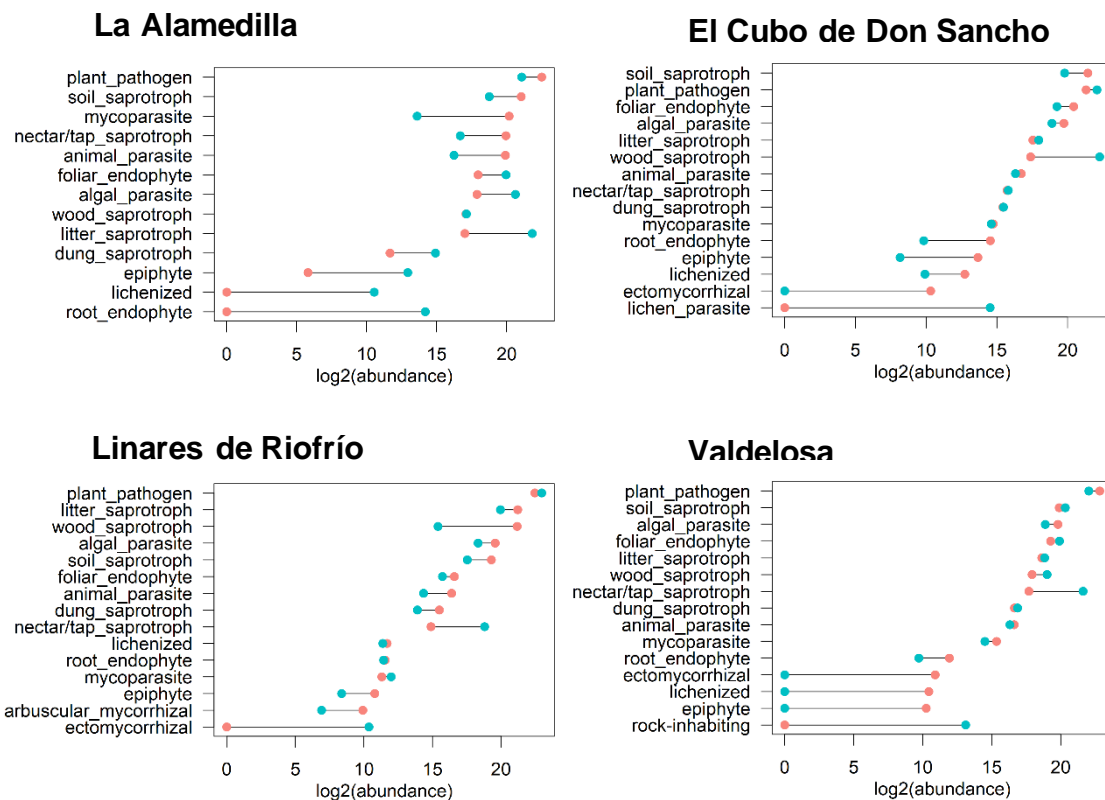 La Alamedilla
plant_pathogen
soil_saprotroph
mycoparasite
nectar/tap_saprotroph
animal_parasite
foliar_endophyte
algal_parasite
wood_saprotroph
litter_saprotroph
dung_saprotroph
epiphyte
lichenized
root_endophyte
0 5 10 15 20
log2(abundance)
El Cubo de Don Sancho
soil_saprotroph
plant_pathogen
foliar_endophyte
algal_parasite
litter_saprotroph
wood_saprotroph
animal_parasite
nectar/tap_saprotroph
dung_saprotroph
mycoparasite
root_endophyte
epiphyte
lichenized
ectomycorrhizal
lichen_parasite
0 5 10 15 20
log2(abundance)
Linares de Riofrío
plant_pathogen
litter_saprotroph
wood_saprotroph
algal_parasite
soil_saprotroph
foliar_endophyte
animal_parasite
dung_saprotroph
nectar/tap_saprotroph
lichenized
root_endophyte
mycoparasite
epiphyte
arbuscular_mycorrhizal
ectomycorrhizal
0 5 10 15 20
log2(abundance)
Valdelosa
plant_pathogen
soil_saprotroph
algal_parasite
foliar_endophyte
litter_saprotroph
wood_saprotroph
nectar/tap_saprotroph
dung_saprotroph
animal_parasite
mycoparasite
root_endophyte
ectomycorrhizal
lichenized
epiphyte
rock-inhabiting
0 5 10 15 20
log2(abundance)